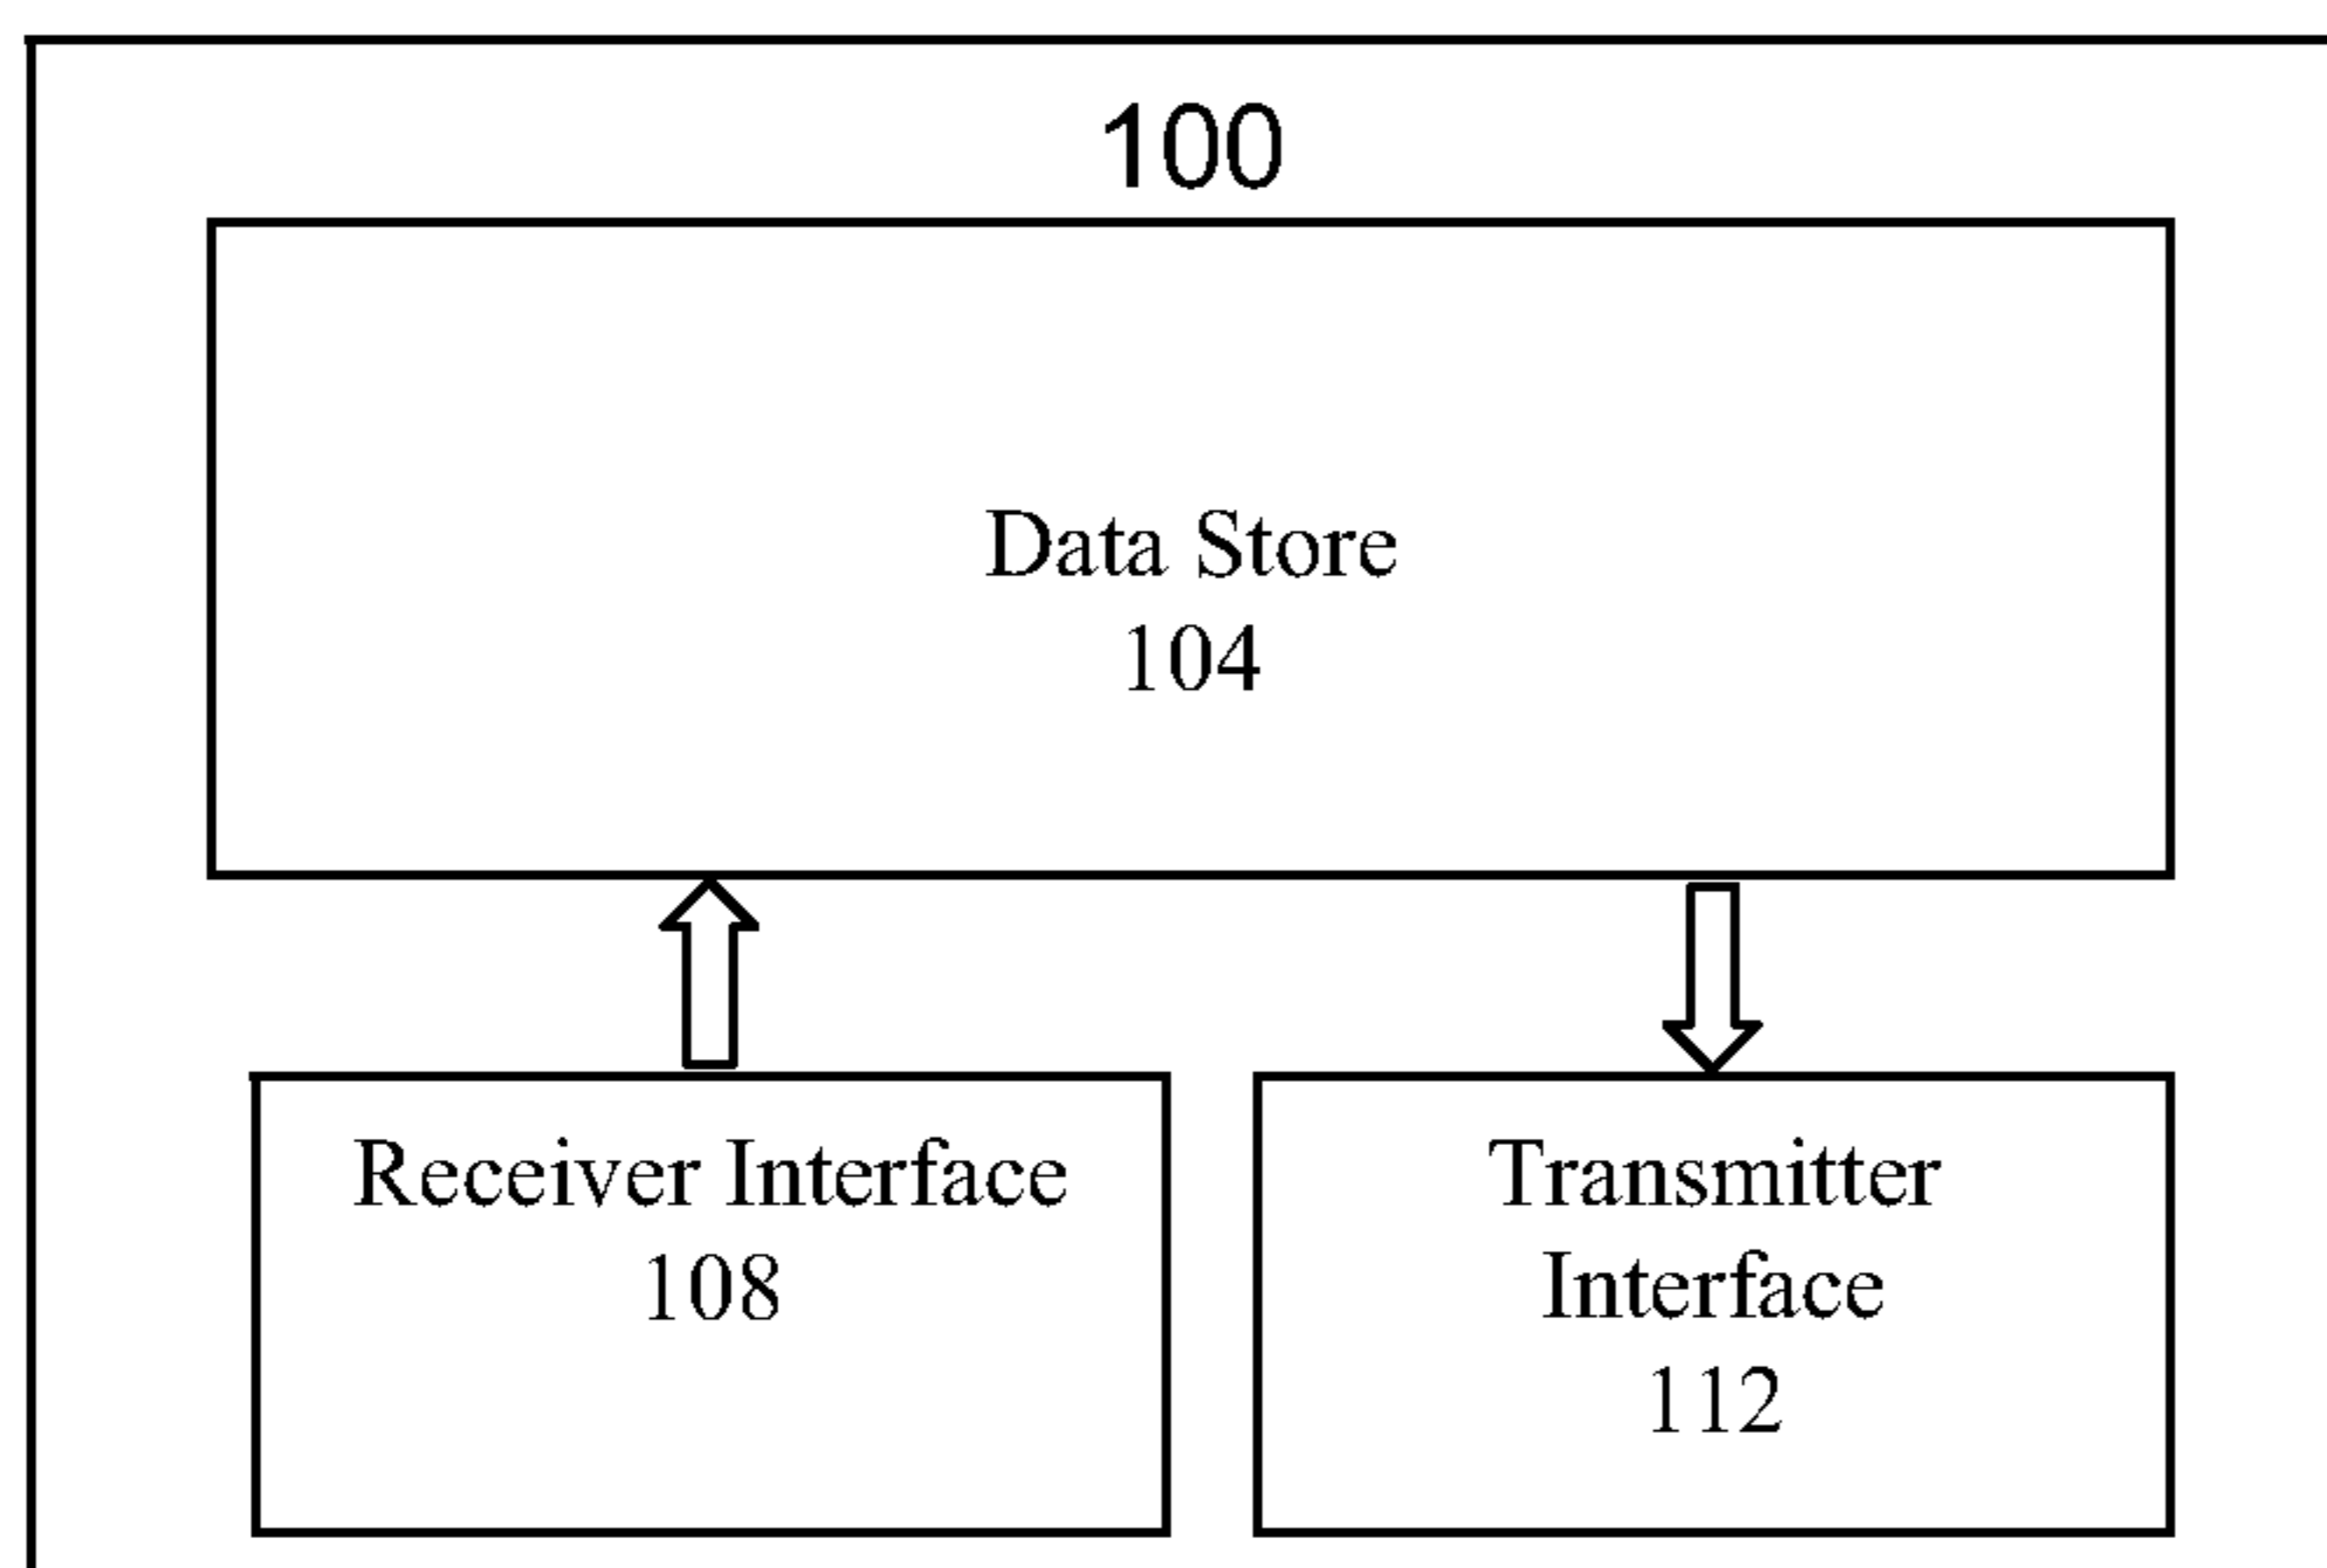 100
Data Store
104
Receiver Interface
108
Transmitter
Interface
112